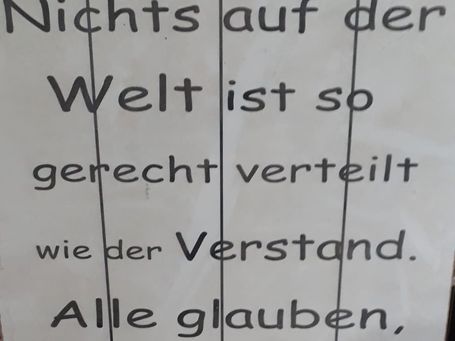 Nichts auf der
Welt ist so
gerecht verteilt
wie der Verstand.
Alle glauben,